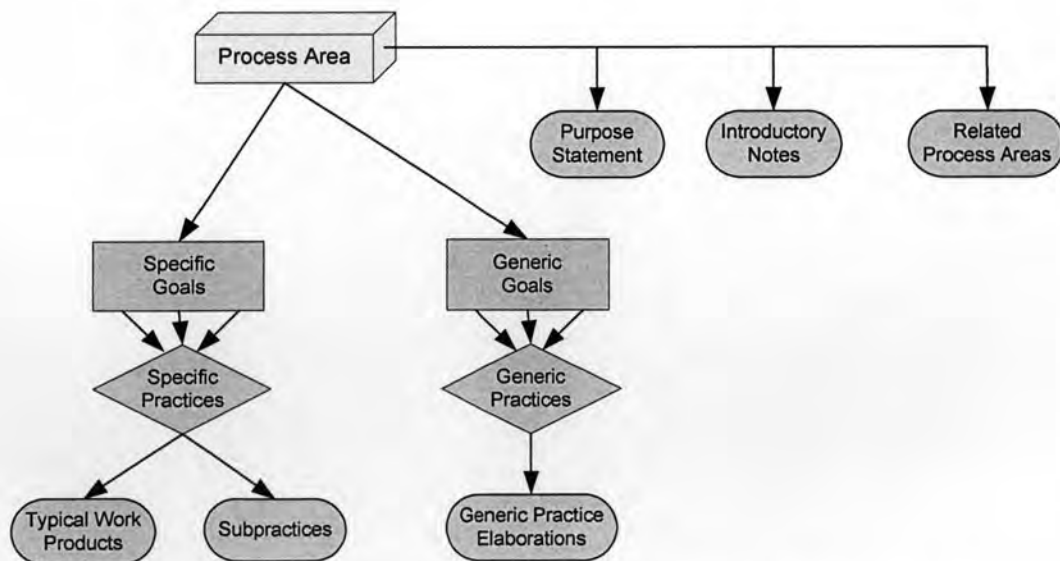 Process Area
Purpose
Statement
Introductory
Notes
Related
Process Areas
Specific
Goals
Generic
Goals
Specific
Practices
Generic
Practices
Typical Work
Products
Subpractices
Generic Practice
Elaborations